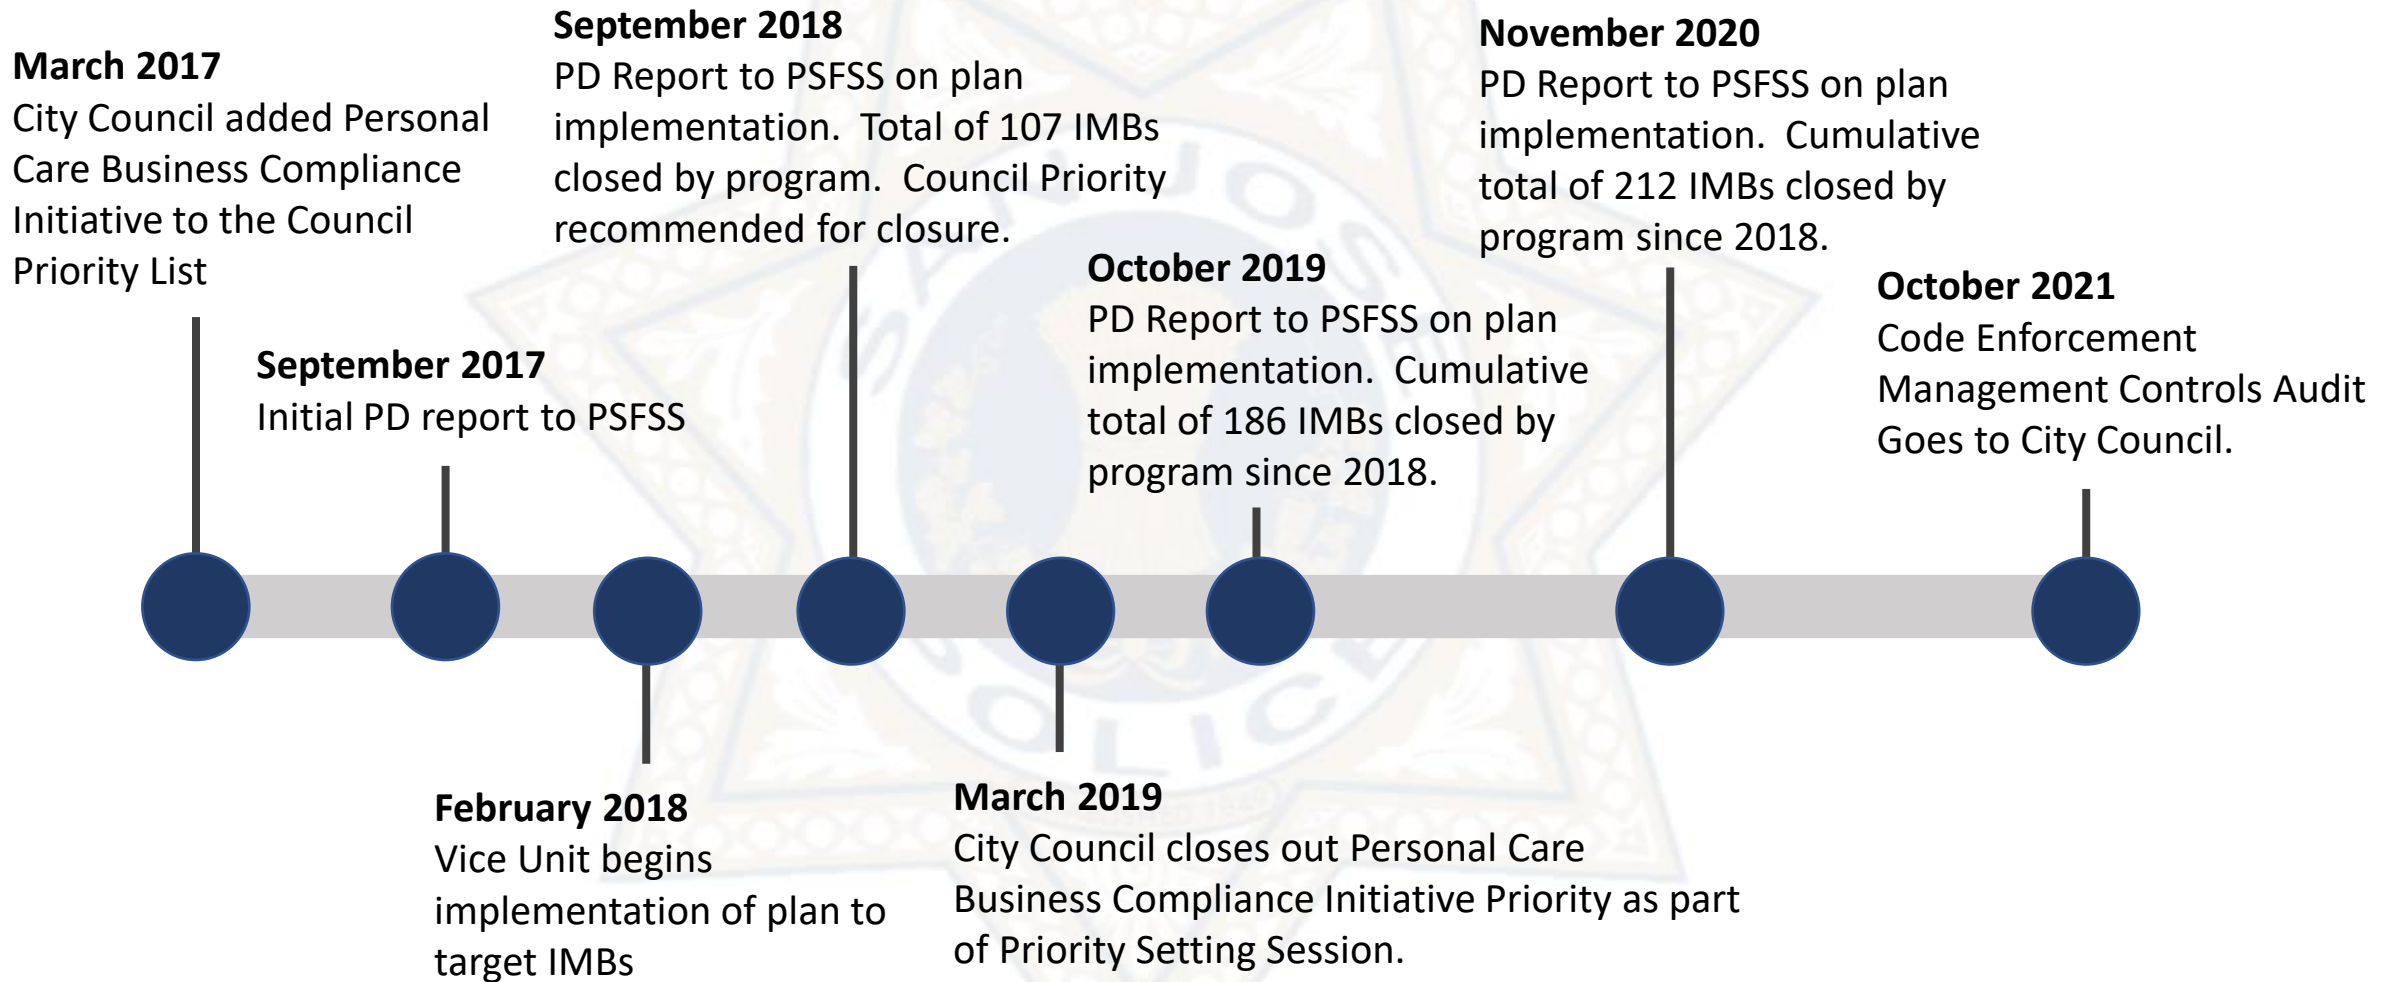 March 2017
City Council added Personal
Care Business Compliance
Initiative to the Council
Priority List
September 2017
Initial PD report to PSFSS
February 2018
Vice Unit begins
implementation of plan to
target IMBs
September 2018
PD Report to PSFSS on plan
implementation.  Total of 107 IMBs
closed by program.  Council Priority
recommended for closure.
March 2019
City Council closes out Personal Care
Business Compliance Initiative Priority as part
of Priority Setting Session.
October 2019
PD Report to PSFSS on plan
implementation.  Cumulative
total of 186 IMBs closed by
program since 2018.
November 2020
PD Report to PSFSS on plan
implementation.  Cumulative
total of 212 IMBs closed by
program since 2018.
October 2021
Code Enforcement
Management Controls Audit
Goes to City Council.
SAN JOSE
POLICE